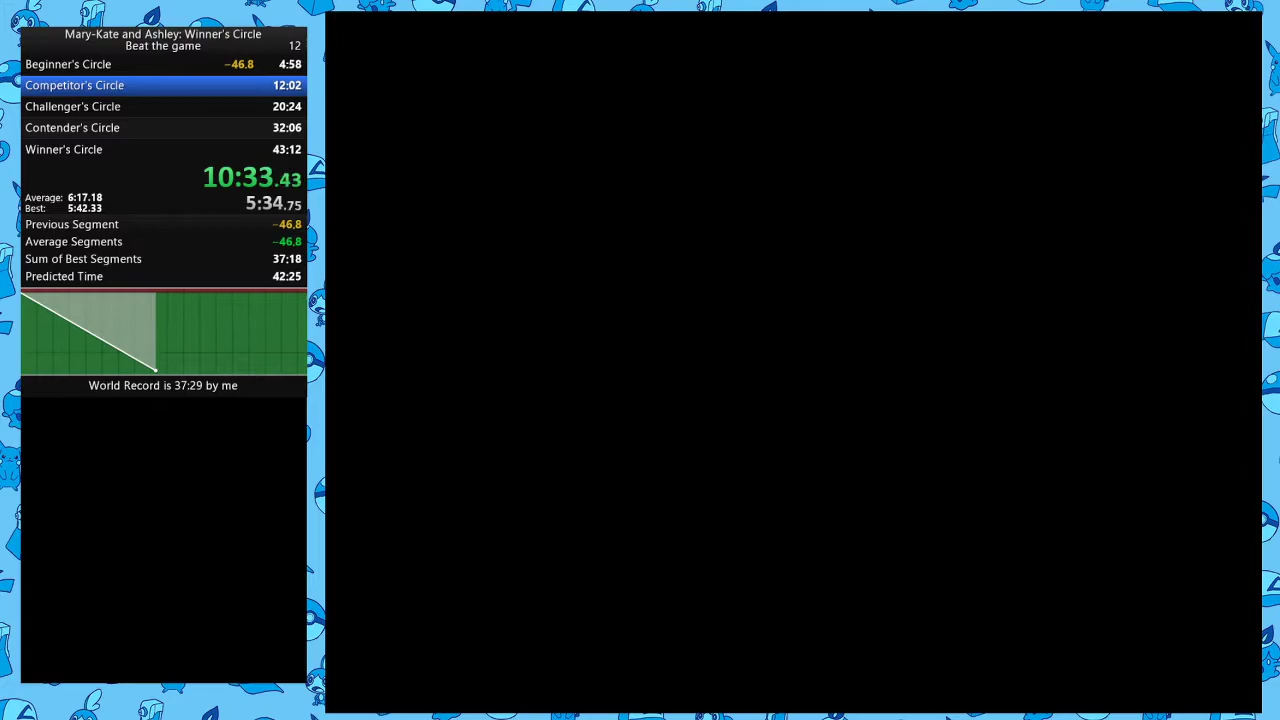 Mary-Kate and Ashley: Winner's Circle
Beat the game 12
Beginner's Circle −46.8 4:58
Competitor's Circle 12:02
Challenger's Circle 20:24
Contender's Circle 32:06
Winner's Circle 43:12
10:33.43
Average: 6:17.18
Best: 5:42.33
5:34.75
Previous Segment −46.8
Average Segments −46.8
Sum of Best Segments 37:18
Predicted Time 42:25
World Record is 37:29 by me